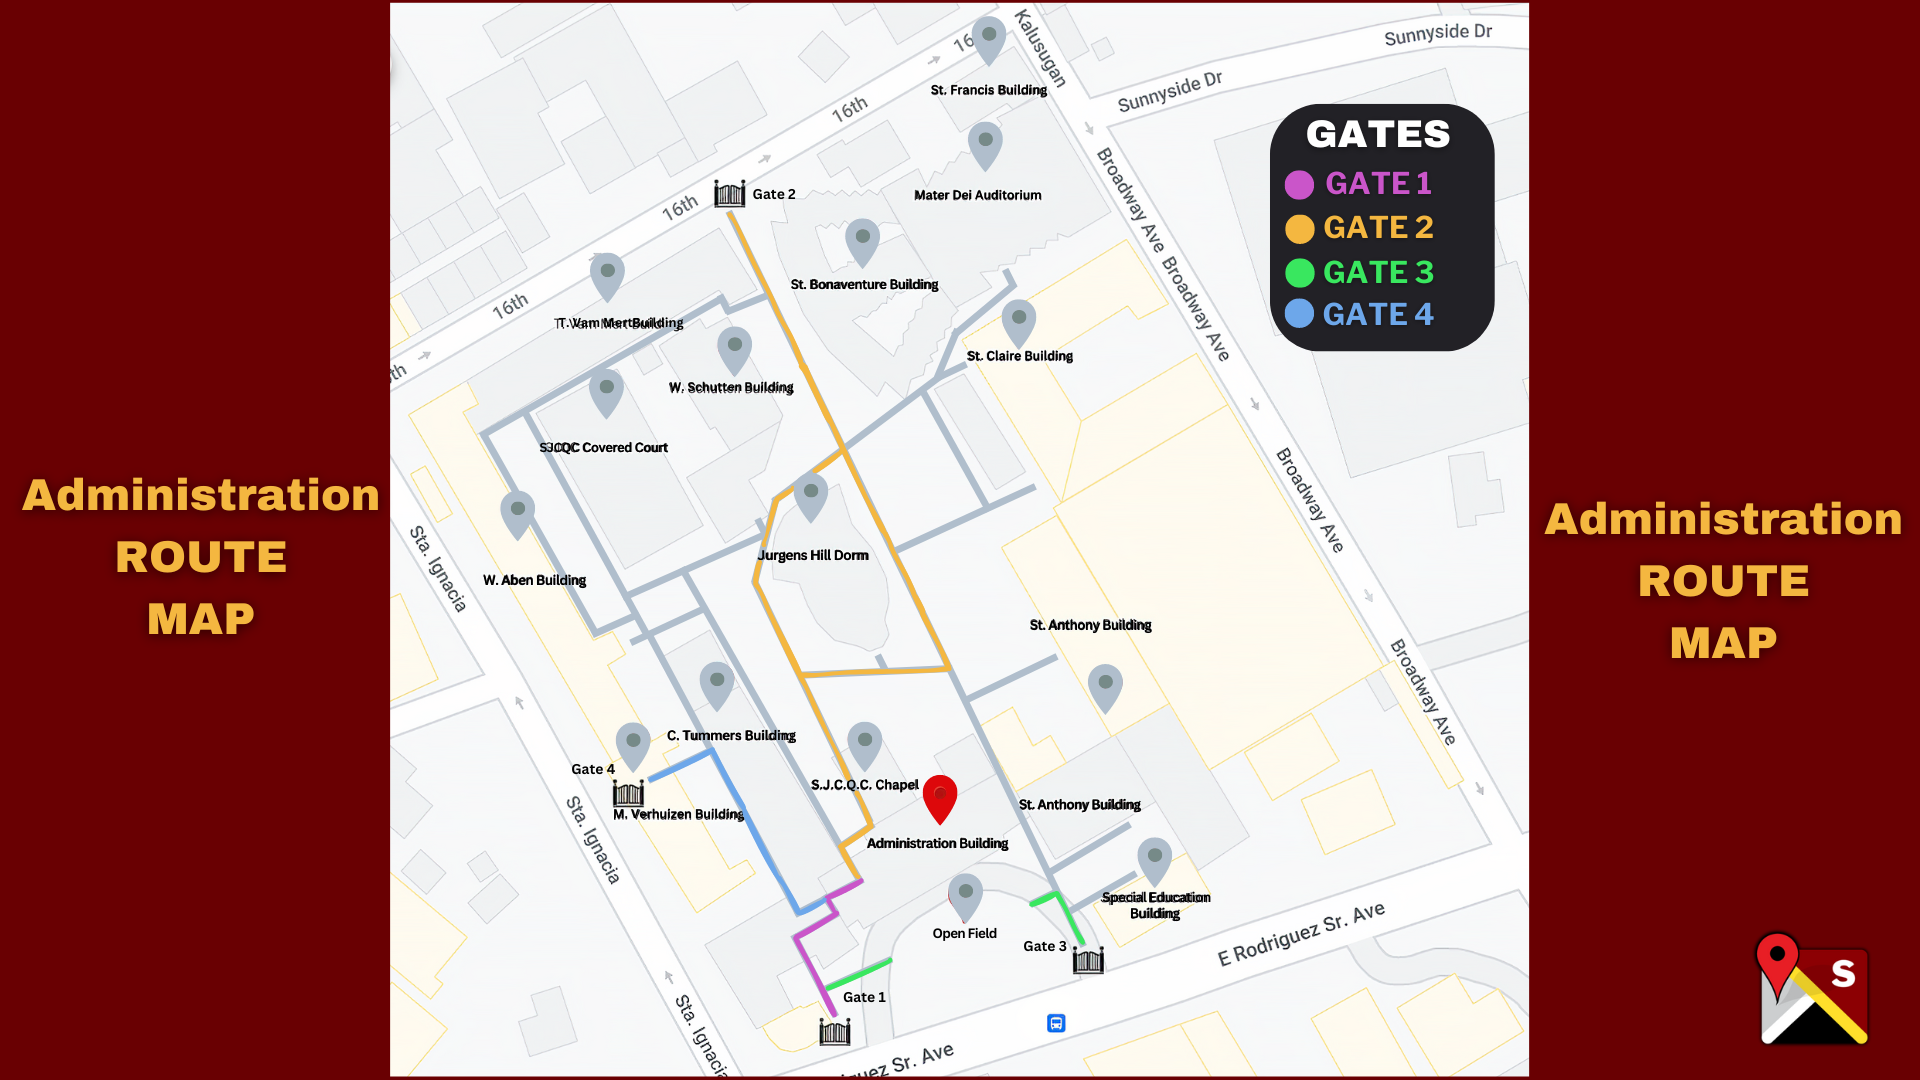 Administration
ROUTE
MAP
16
Kalusugan
Sunnyside Dr
Sunnyside Dr
St. Francis Building
16th
GATES
GATE 1
GATE 2
GATE 3
GATE 4
Mater Dei Auditorium
Gate 2
16th
Broadway Ave
Broadway Ave
St. Bonaventure Building
16th
T. Vam Mert Building
St. Claire Building
W. Schutten Building
SJCQC Covered Court
Broadway Ave
Jurgens Hill Dorm
Sta. Ignacia
W. Aben Building
St. Anthony Building
Broadway Ave
C. Tummers Building
Gate 4
S.J.C.Q.C. Chapel
M. Verhuizen Building
St. Anthony Building
Sta. Ignacia
Administration Building
Special Education
Building
Open Field
Gate 3
E Rodriguez Sr. Ave
Gate 1
Sta. Ignacia
riguez Sr. Ave
Administration
ROUTE
MAP
S